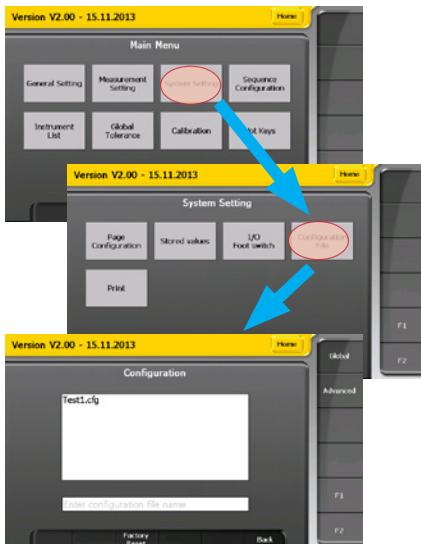 Version V2.00 - 15.11.2013 Home
Main Menu
General Setting Measurement Setting System Setting Sequence Configuration
Instrument List Global Tolerance Calibration Hot Keys
Version V2.00 - 15.11.2013 Home
System Setting
Page Configuration Stored values I/O Foot switch Configuration File
Print
F1
F2
Version V2.00 - 15.11.2013 Home
Global
Configuration
Advanced
Test1.cfg
Enter configuration file name
F1
Factory Reset Back
F2